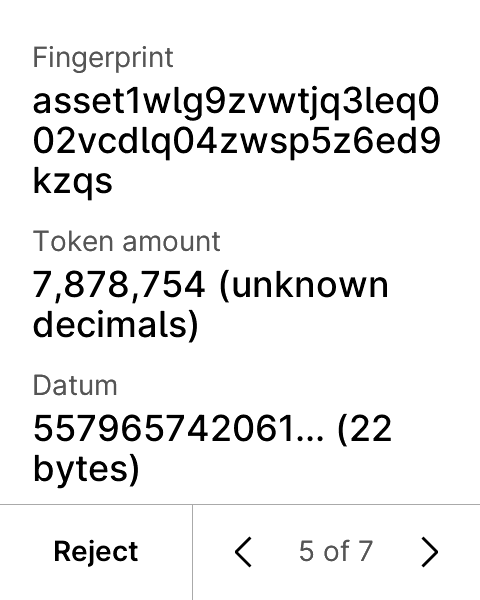 Fingerprint
asset1wlg9zvwtjq3leq0
02vcdlq04zwsp5z6ed9
kzqs
Token amount
7,878,754 (unknown
decimals)
Datum
557965742061... (22
bytes)
Reject
5 of 7